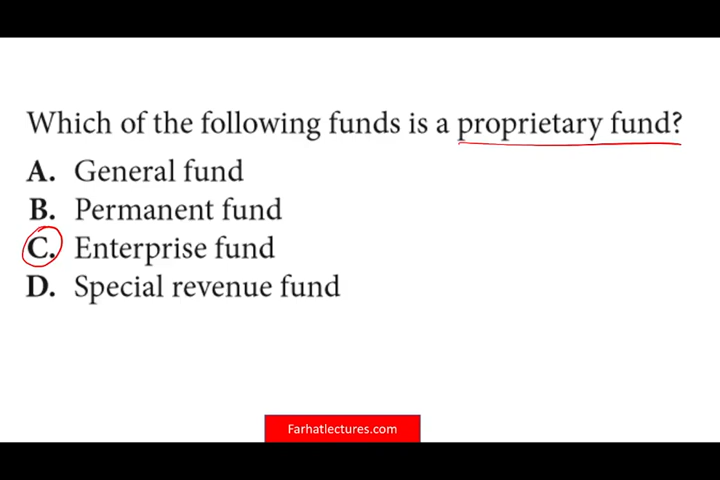 Which of the following funds is a proprietary fund?
A. General fund
B. Permanent fund
C. Enterprise fund
D. Special revenue fund
Farhatlectures.com